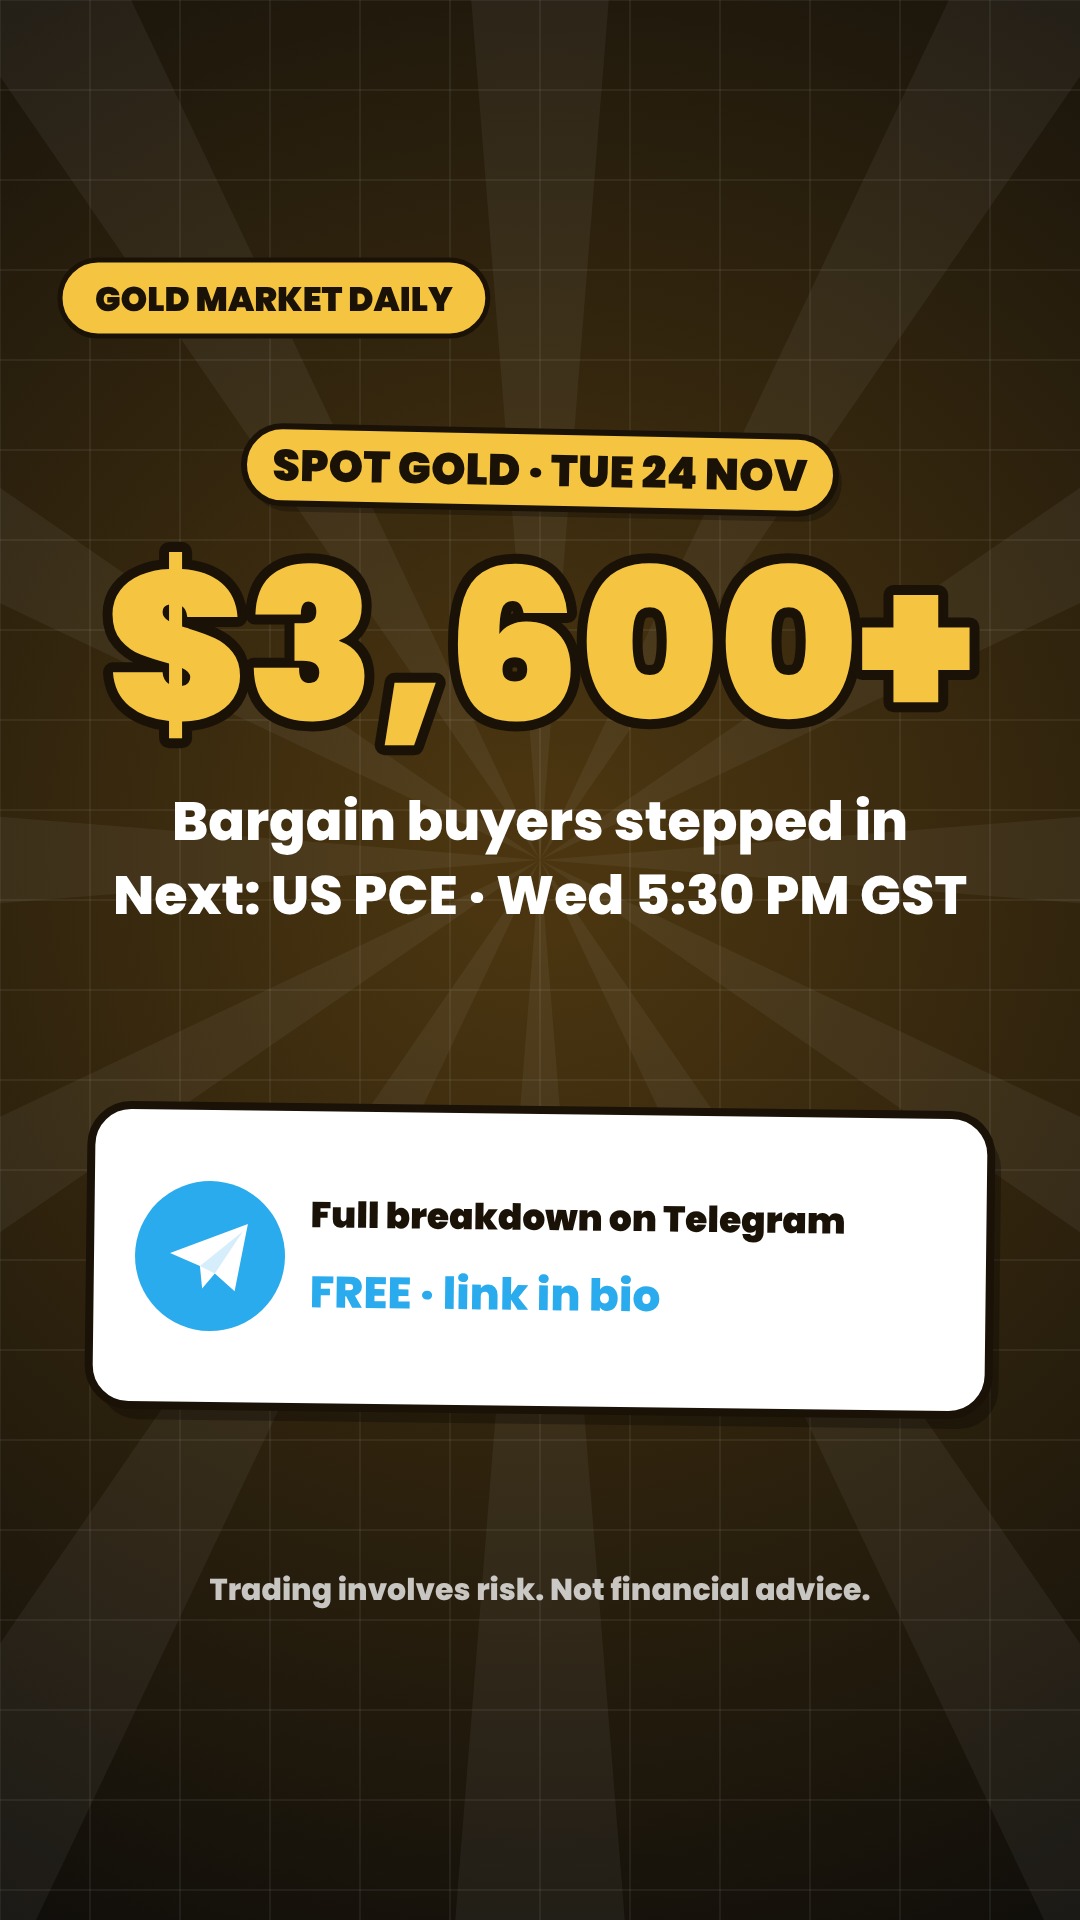 GOLD MARKET DAILY
SPOT GOLD · TUE 24 NOV
$3,600+
Bargain buyers stepped in
Next: US PCE · Wed 5:30 PM GST
Full breakdown on Telegram
FREE · link in bio
Trading involves risk. Not financial advice.